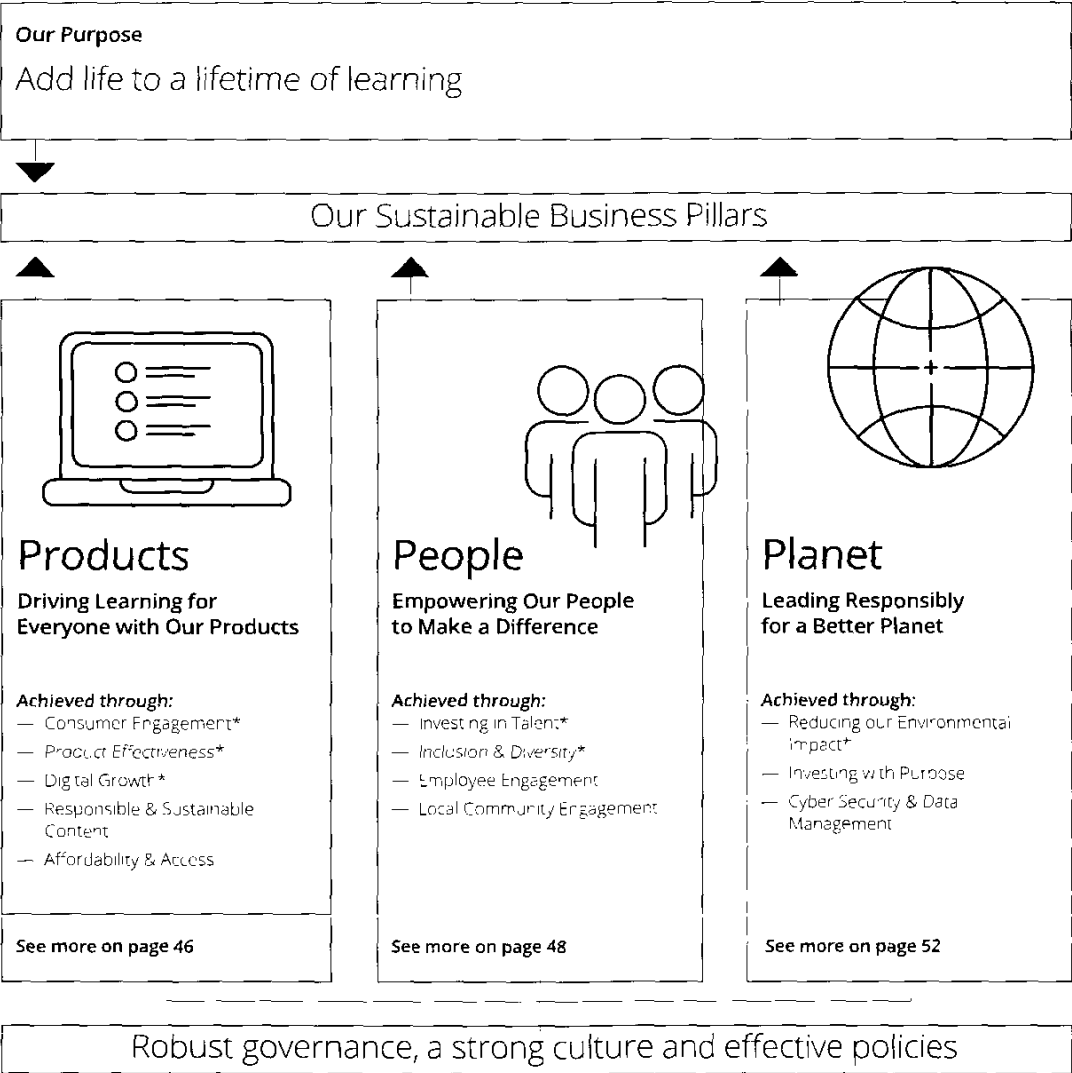 Our Purpose
Add life to a lifetime of learning
Our Sustainable Business Pillars
Products
Driving Learning for
Everyone with Our Products
Achieved through:
— Consumer Engagement*
— Product Effectiveness*
— Digital Growth*
— Responsible & Sustainable
Content
— Affordability & Access
See more on page 46
People
Empowering Our People
to Make a Difference
Achieved through:
— Investing in Talent*
— Inclusion & Diversity*
— Employee Engagement
— Local Community Engagement
See more on page 48
Planet
Leading Responsibly
for a Better Planet
Achieved through:
— Reducing our Environmental
Impact*
— Investing with Purpose
— Cyber Security & Data
Management
See more on page 52
Robust governance, a strong culture and effective policies